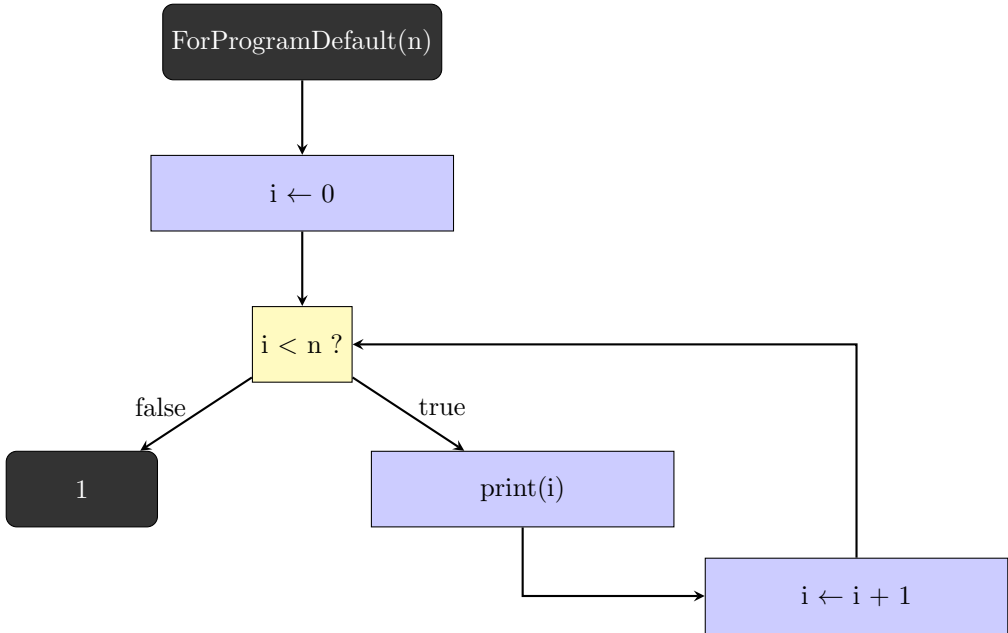 ForProgramDefault(n)
i ← 0
i < n ?
false
true
1
print(i)
i ← i + 1